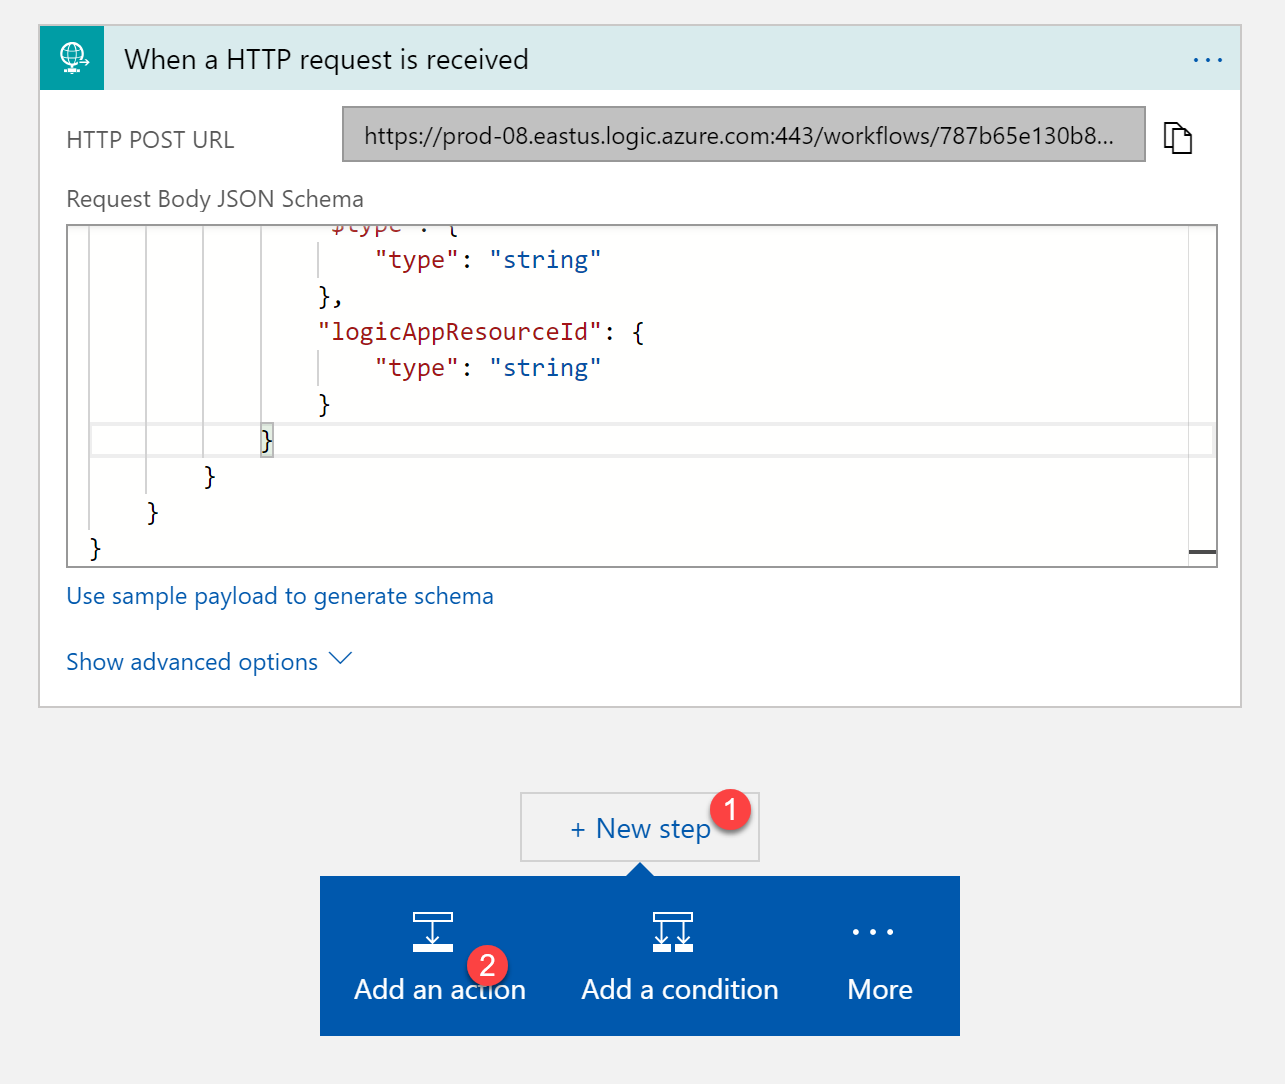 When a HTTP request is received
HTTP POST URL
https://prod-08.eastus.logic.azure.com:443/workflows/787b65e130b8...
Request Body JSON Schema
"$type": {
"type": "string"
},
"logicAppResourceId": {
"type": "string"
}
}
}
}
}
Use sample payload to generate schema
Show advanced options
+ New step
1
2
Add an action
Add a condition
More